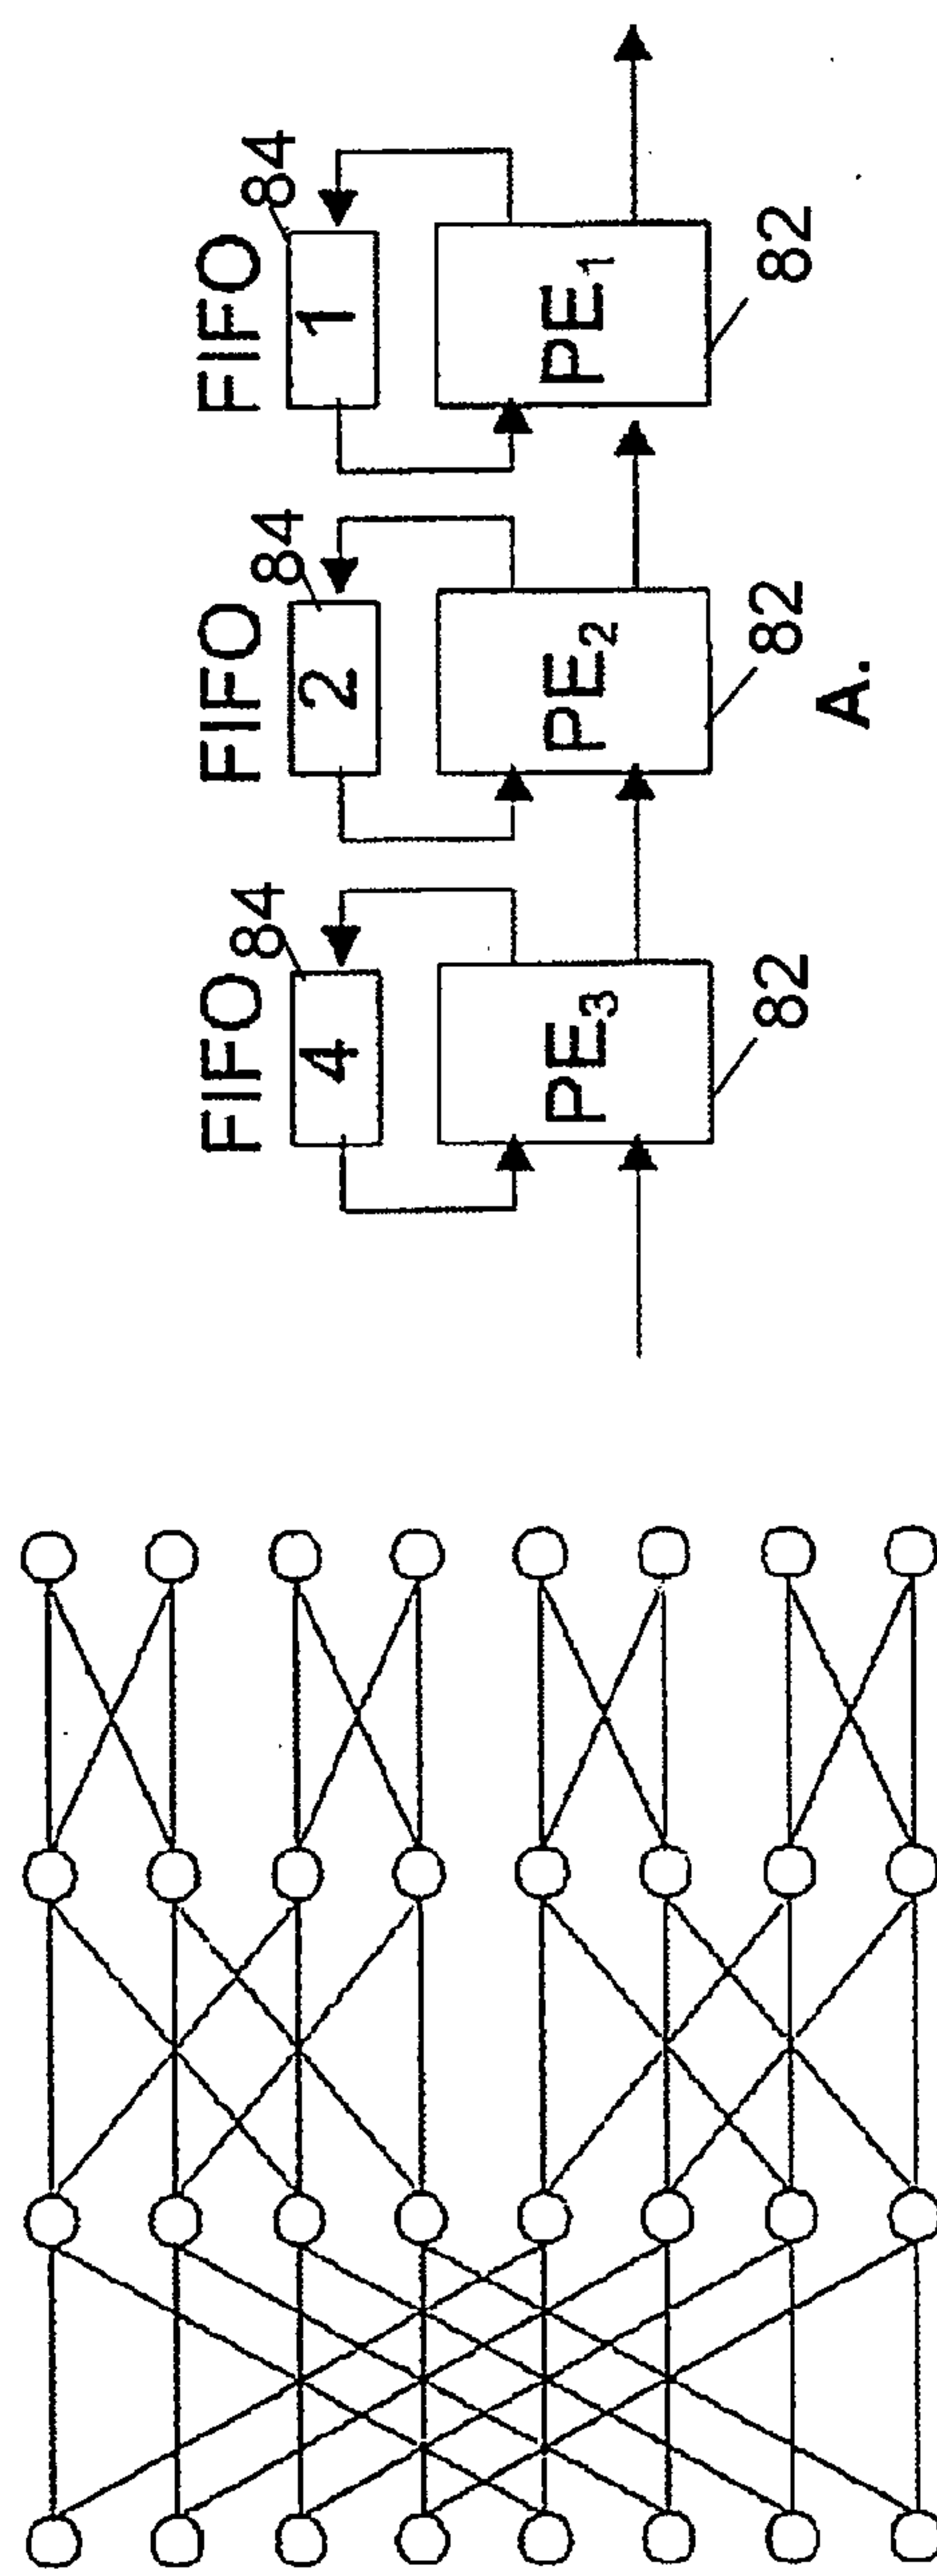 FIFO FIFO FIFO
84 84 84
4 2 1
PE₃ PE₂ PE₁
82 82 82
A.